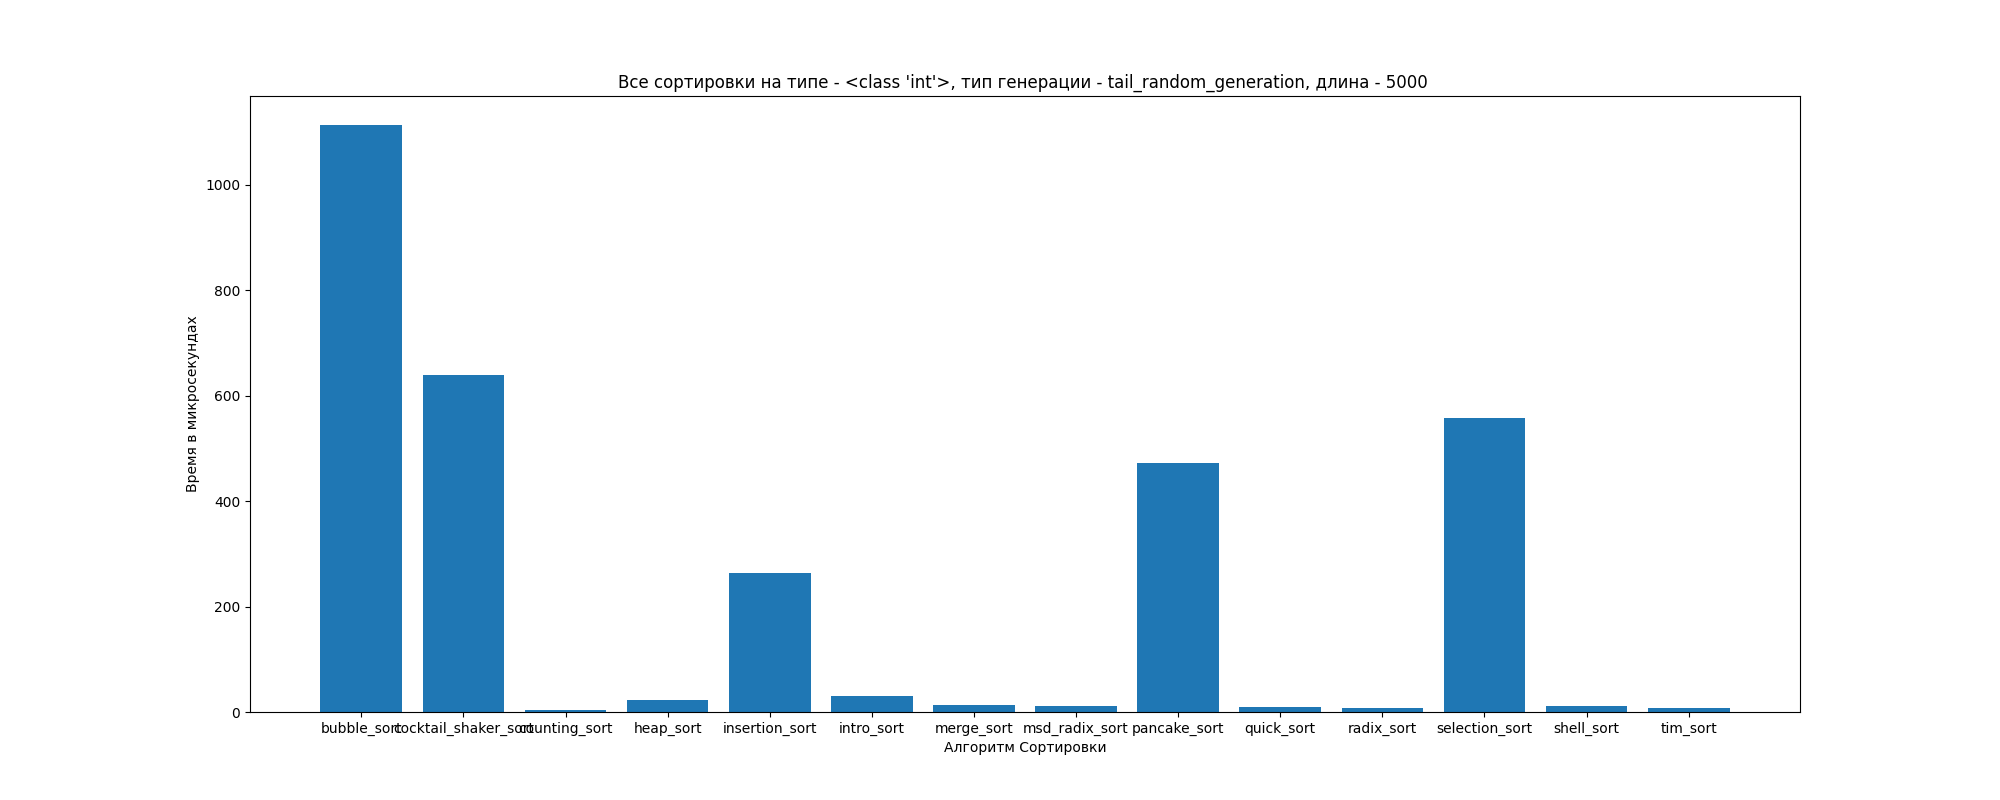 Все сортировки на типе - <class 'int'>, тип генерации - tail_random_generation, длина - 5000
Время в микросекундах
1000
800
600
400
200
0
bubble_sort cocktail_shaker_sort counting_sort heap_sort insertion_sort intro_sort merge_sort msd_radix_sort pancake_sort quick_sort radix_sort selection_sort shell_sort tim_sort
Алгоритм Сортировки